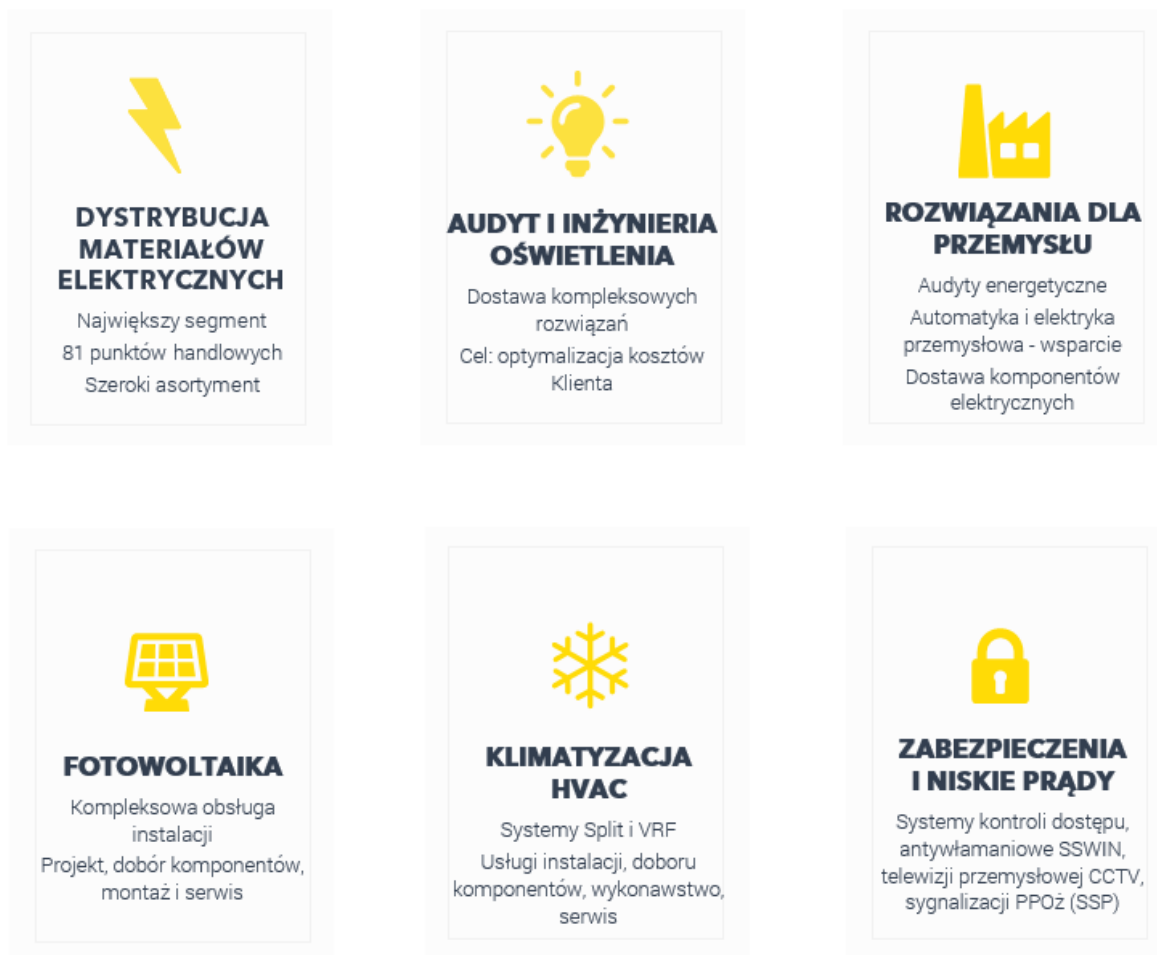 DYSTRYBUCJA
MATERIAŁÓW
ELEKTRYCZNYCH
Największy segment
81 punktów handlowych
Szeroki asortyment
AUDYT I INŻYNIERIA
OŚWIETLENIA
Dostawa kompleksowych
rozwiązań
Cel: optymalizacja kosztów
Klienta
ROZWIĄZANIA DLA
PRZEMYSŁU
Audyty energetyczne
Automatyka i elektryka
przemysłowa - wsparcie
Dostawa komponentów
elektrycznych
FOTOWOLTAIKA
Kompleksowa obsługa
instalacji
Projekt, dobór komponentów,
montaż i serwis
KLIMATYZACJA
HVAC
Systemy Split i VRF
Usługi instalacji, doboru
komponentów, wykonawstwo,
serwis
ZABEZPIECZENIA
I NISKIE PRĄDY
Systemy kontroli dostępu,
antywłamaniowe SSWIN,
telewizji przemysłowej CCTV,
sygnalizacji PPOż (SSP)